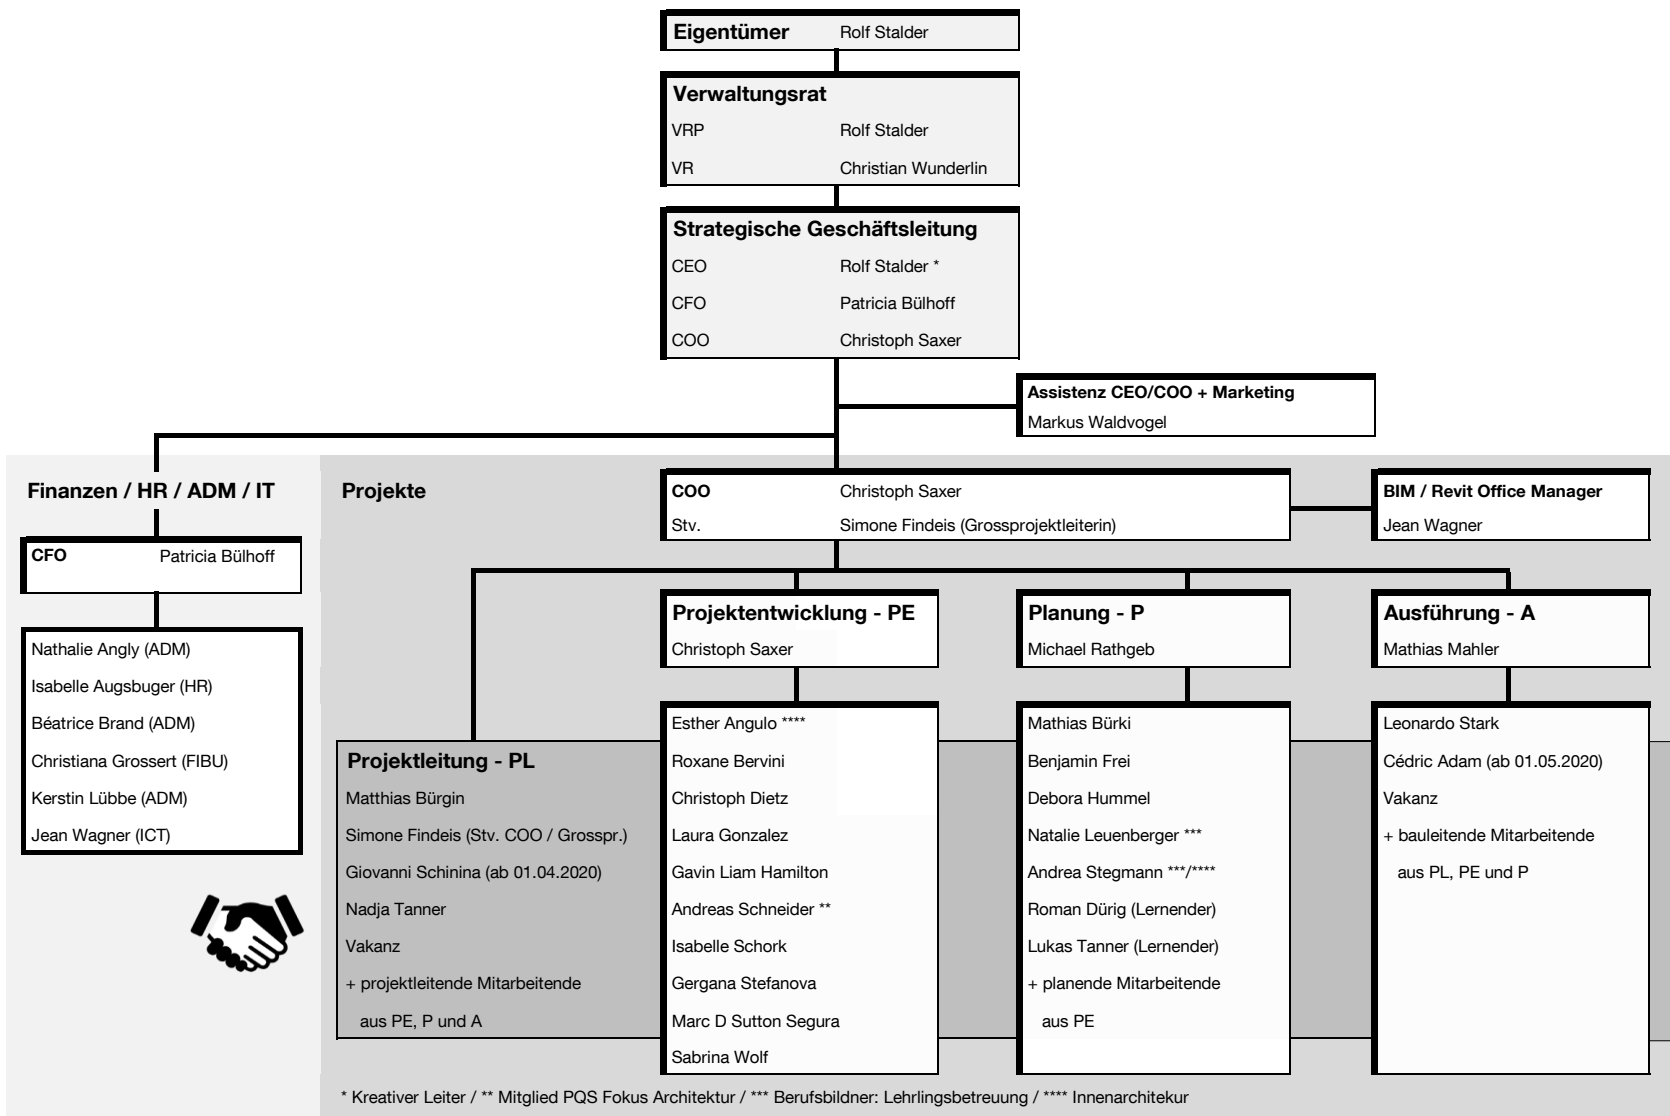 Eigentümer Rolf Stalder
Verwaltungsrat
VRP Rolf Stalder
VR Christian Wunderlin
Strategische Geschäftsleitung
CEO Rolf Stalder *
CFO Patricia Bülhoff
COO Christoph Saxer
Assistenz CEO/COO + Marketing
Markus Waldvogel
Finanzen / HR / ADM / IT
CFO Patricia Bülhoff
Nathalie Angly (ADM)
Isabelle Augsbuger (HR)
Béatrice Brand (ADM)
Christiana Grossert (FIBU)
Kerstin Lübbe (ADM)
Jean Wagner (ICT)
Projekte
COO Christoph Saxer
Stv. Simone Findeis (Grossprojektleiterin)
BIM / Revit Office Manager
Jean Wagner
Projektleitung - PL
Matthias Bürgin
Simone Findeis (Stv. COO / Grosspr.)
Giovanni Schinina (ab 01.04.2020)
Nadja Tanner
Vakanz
+ projektleitende Mitarbeitende
aus PE, P und A
Projektentwicklung - PE
Christoph Saxer
Esther Angulo ****
Roxane Bervini
Christoph Dietz
Laura Gonzalez
Gavin Liam Hamilton
Andreas Schneider **
Isabelle Schork
Gergana Stefanova
Marc D Sutton Segura
Sabrina Wolf
Planung - P
Michael Rathgeb
Mathias Bürki
Benjamin Frei
Debora Hummel
Natalie Leuenberger ***
Andrea Stegmann ***/****
Roman Dürig (Lernender)
Lukas Tanner (Lernender)
+ planende Mitarbeitende
aus PE
Ausführung - A
Mathias Mahler
Leonardo Stark
Cédric Adam (ab 01.05.2020)
Vakanz
+ bauleitende Mitarbeitende
aus PL, PE und P
* Kreativer Leiter / ** Mitglied PQS Fokus Architektur / *** Berufsbildner: Lehrlingsbetreuung / **** Innenarchitekur